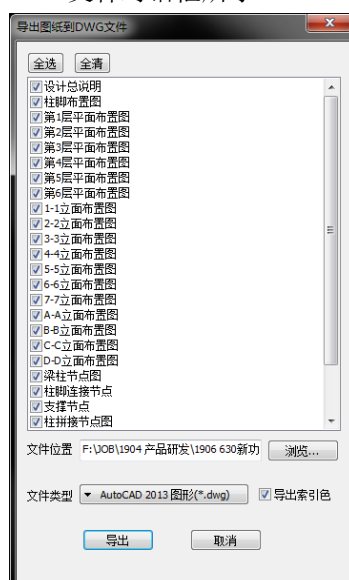 导出图纸到DWG文件
全选 全清
设计总说明
柱脚布置图
第1层平面布置图
第2层平面布置图
第3层平面布置图
第4层平面布置图
第5层平面布置图
第6层平面布置图
1-1立面布置图
2-2立面布置图
3-3立面布置图
4-4立面布置图
5-5立面布置图
6-6立面布置图
7-7立面布置图
A-A立面布置图
B-B立面布置图
C-C立面布置图
D-D立面布置图
梁柱节点图
柱脚连接节点
支撑节点
柱拼接节点图
文件位置 F:\JOB\1904 产品研发\1906 630新功 浏览...
文件类型 AutoCAD 2013 图形(*.dwg) 导出索引色
导出 取消